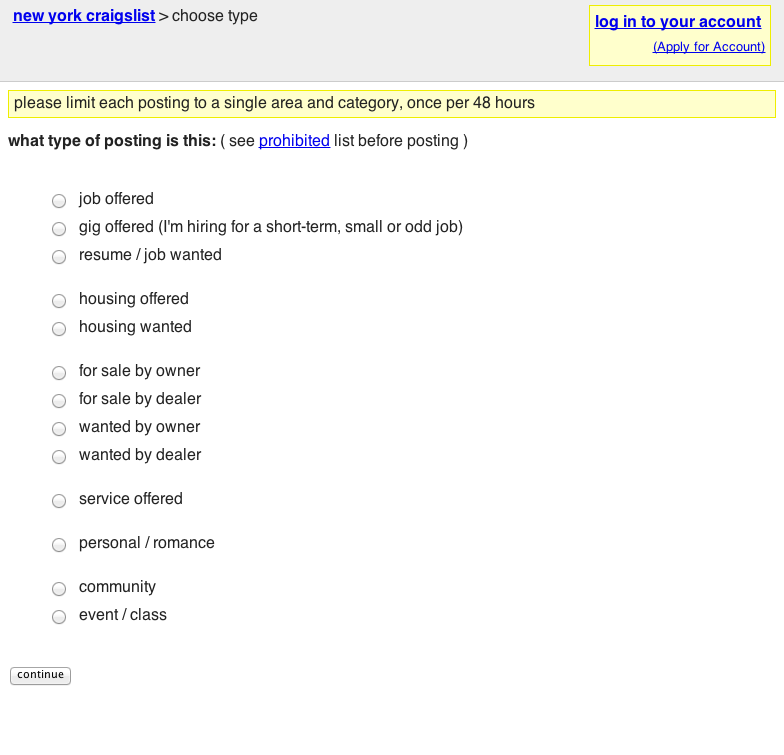 new york craigslist > choose type
log in to your account
(Apply for Account)
please limit each posting to a single area and category, once per 48 hours
what type of posting is this: ( see prohibited list before posting )
job offered
gig offered (I'm hiring for a short-term, small or odd job)
resume / job wanted
housing offered
housing wanted
for sale by owner
for sale by dealer
wanted by owner
wanted by dealer
service offered
personal / romance
community
event / class
continue